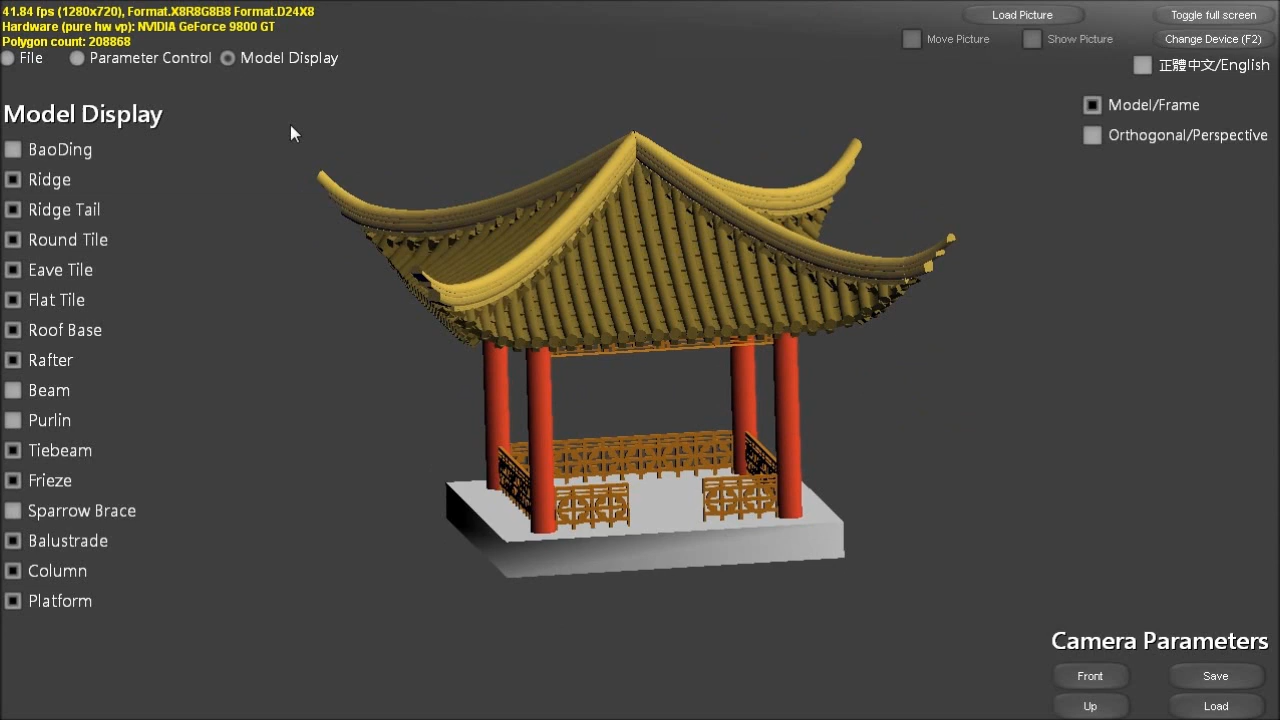 41.84 fps (1280x720), Format.X8R8G8B8 Format.D24X8
Hardware (pure hw vp): NVIDIA GeForce 9800 GT
Polygon count: 208868
File Parameter Control Model Display
Load Picture Toggle full screen
Move Picture Show Picture Change Device (F2)
正體中文/English
Model/Frame
Orthogonal/Perspective
Model Display
BaoDing
Ridge
Ridge Tail
Round Tile
Eave Tile
Flat Tile
Roof Base
Rafter
Beam
Purlin
Tiebeam
Frieze
Sparrow Brace
Balustrade
Column
Platform
Camera Parameters
Front Save
Up Load